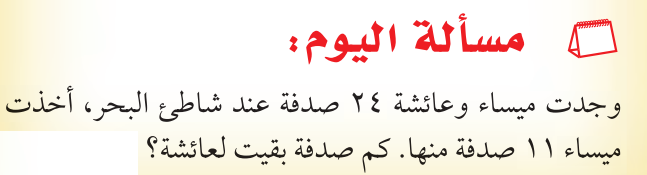 مسألة اليوم:
وجدت ميساء وعائشة ٢٤ صدفة عند شاطئ البحر، أخذت
ميساء ١١ صدفة منها. كم صدفة بقيت لعائشة؟